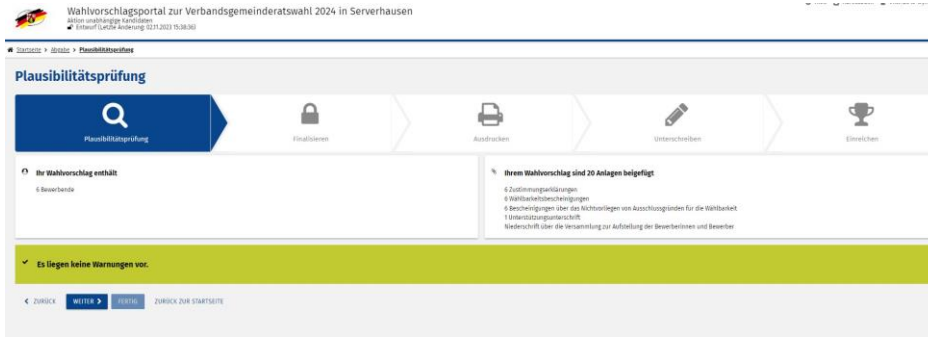 Wahlvorschlagsportal zur Verbandsgemeinderatswahl 2024 in Serverhausen
Aktion unabhängige Kandidaten
Entwurf (Letzte Änderung: 02.11.2023 15:38:36)
Startseite > Abgabe > Plausibilitätsprüfung
Plausibilitätsprüfung
Plausibilitätsprüfung
Finalisieren
Ausdrucken
Unterschreiben
Einreichen
Ihr Wahlvorschlag enthält
6 Bewerbende
Ihrem Wahlvorschlag sind 20 Anlagen beigefügt
6 Zustimmungserklärungen
6 Wählbarkeitsbescheinigungen
6 Bescheinigungen über das Nichtvorliegen von Ausschlussgründen für die Wählbarkeit
1 Unterstützungsunterschrift
Niederschrift über die Versammlung zur Aufstellung der Bewerberinnen und Bewerber
Es liegen keine Warnungen vor.
ZURÜCK WEITER FERTIG ZURÜCK ZUR STARTSEITE